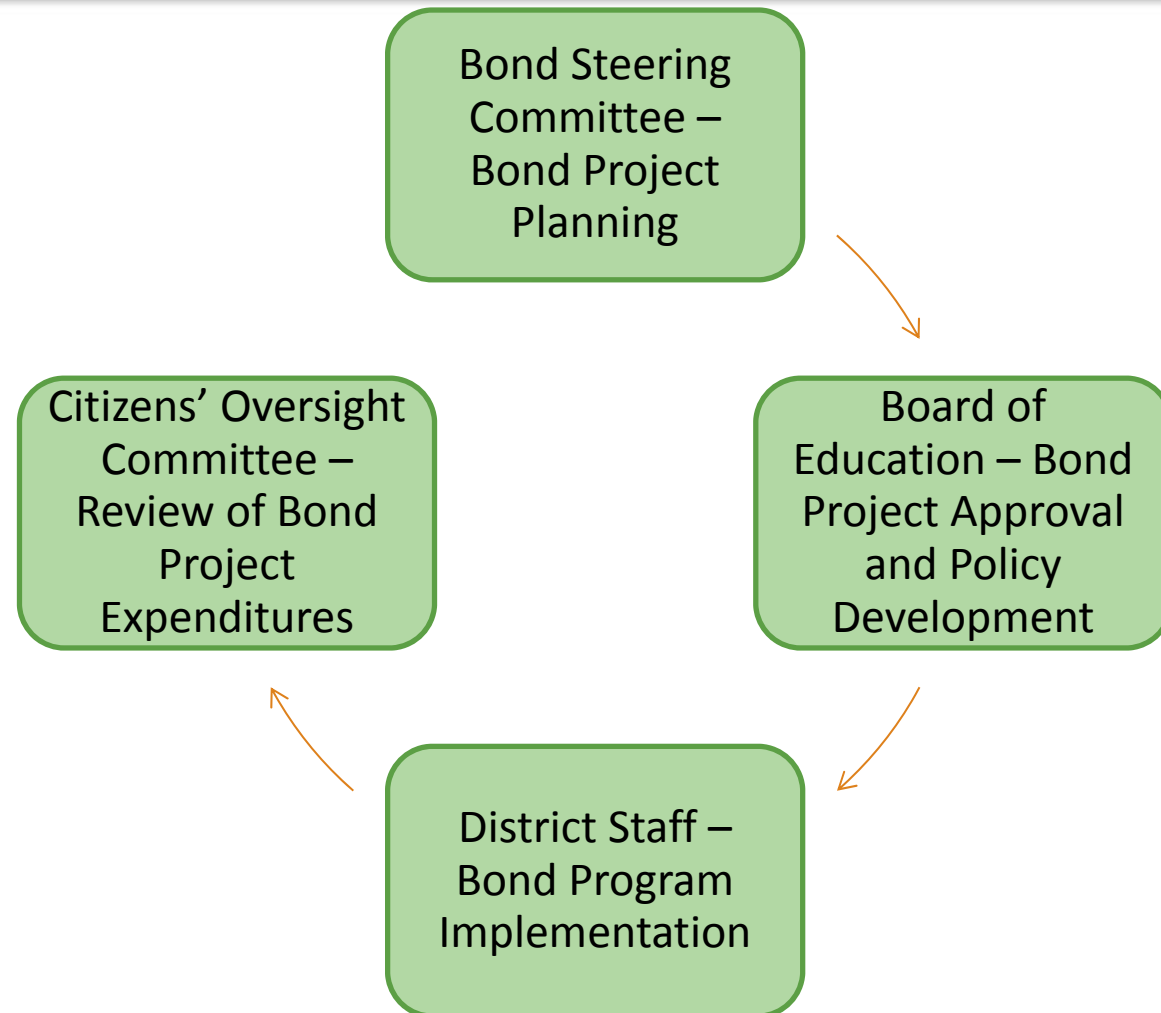 Bond Steering
Committee –
Bond Project
Planning
Board of
Education – Bond
Project Approval
and Policy
Development
District Staff –
Bond Program
Implementation
Citizens’ Oversight
Committee –
Review of Bond
Project
Expenditures